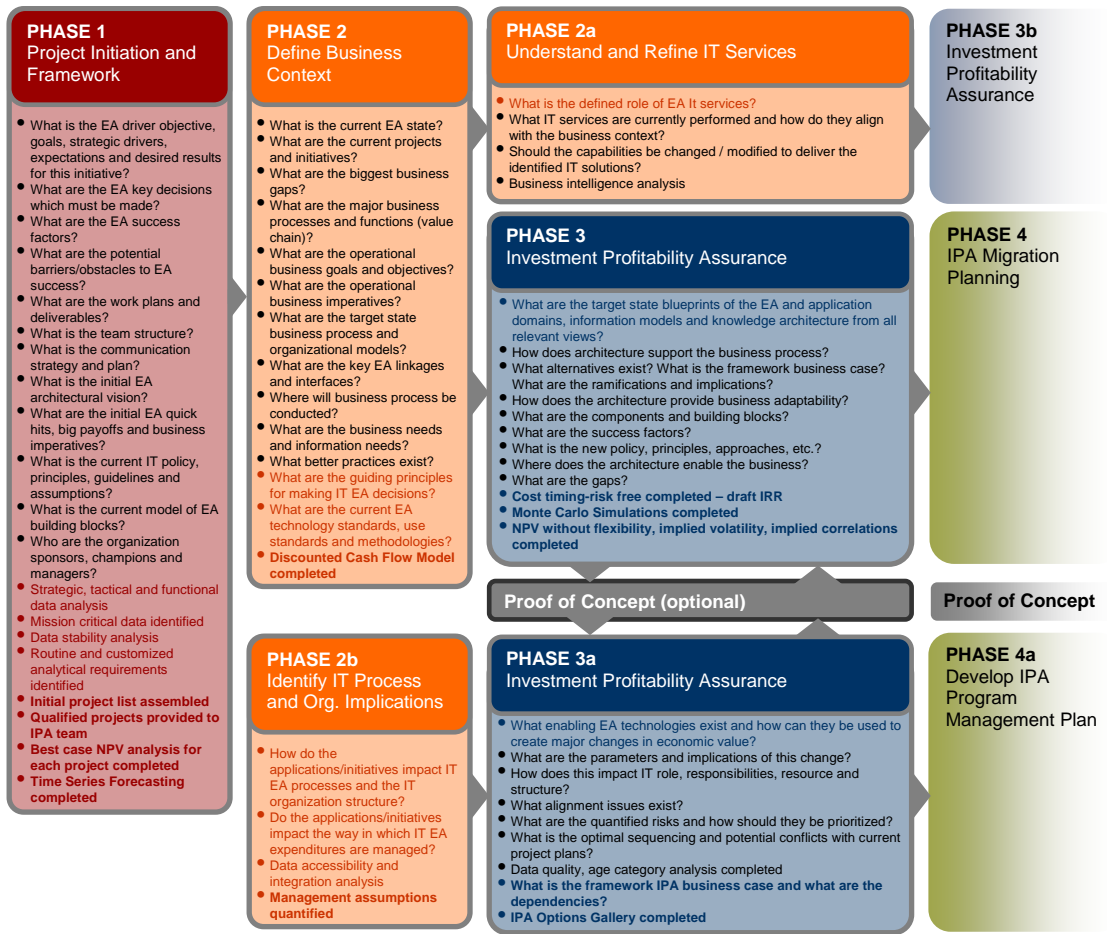 PHASE 1
Project Initiation and
Framework
• What is the EA driver objective,
goals, strategic drivers,
expectations and desired results
for this initiative?
• What are the EA key decisions
which must be made?
• What are the EA success
factors?
• What are the potential
barriers/obstacles to EA
success?
• What are the work plans and
deliverables?
• What is the team structure?
• What is the communication
strategy and plan?
• What is the initial EA
architectural vision?
• What are the initial EA quick
hits, big payoffs and business
imperatives?
• What is the current IT policy,
principles, guidelines and
assumptions?
• What is the current model of EA
building blocks?
• Who are the organization
sponsors, champions and
managers?
• Strategic, tactical and functional
data analysis
• Mission critical data identified
• Data stability analysis
• Routine and customized
analytical requirements
identified
• Initial project list assembled
• Qualified projects provided to
IPA team
• Best case NPV analysis for
each project completed
• Time Series Forecasting
completed
PHASE 2
Define Business
Context
• What is the current EA state?
• What are the current projects
and initiatives?
• What are the biggest business
gaps?
• What are the major business
processes and functions (value
chain)?
• What are the operational
business goals and objectives?
• What are the operational
business imperatives?
• What are the target state
business process and
organizational models?
• What are the key EA linkages
and interfaces?
• Where will business process be
conducted?
• What are the business needs
and information needs?
• What better practices exist?
• What are the guiding principles
for making IT EA decisions?
• What are the current EA
technology standards, use
standards and methodologies?
• Discounted Cash Flow Model
completed
PHASE 2b
Identify IT Process
and Org. Implications
• How do the
applications/initiatives impact IT
EA processes and the IT
organization structure?
• Do the applications/initiatives
impact the way in which IT EA
expenditures are managed?
• Data accessibility and
integration analysis
• Management assumptions
quantified
PHASE 2a
Understand and Refine IT Services
• What is the defined role of EA It services?
• What IT services are currently performed and how do they align
with the business context?
• Should the capabilities be changed / modified to deliver the
identified IT solutions?
• Business intelligence analysis
PHASE 3
Investment Profitability Assurance
• What are the target state blueprints of the EA and application
domains, information models and knowledge architecture from all
relevant views?
• How does architecture support the business process?
• What alternatives exist? What is the framework business case?
What are the ramifications and implications?
• How does the architecture provide business adaptability?
• What are the components and building blocks?
• What are the success factors?
• What is the new policy, principles, approaches, etc.?
• Where does the architecture enable the business?
• What are the gaps?
• Cost timing-risk free completed – draft IRR
• Monte Carlo Simulations completed
• NPV without flexibility, implied volatility, implied correlations
completed
Proof of Concept (optional)
PHASE 3a
Investment Profitability Assurance
• What enabling EA technologies exist and how can they be used to
create major changes in economic value?
• What are the parameters and implications of this change?
• How does this impact IT role, responsibilities, resource and
structure?
• What alignment issues exist?
• What are the quantified risks and how should they be prioritized?
• What is the optimal sequencing and potential conflicts with current
project plans?
• Data quality, age category analysis completed
• What is the framework IPA business case and what are the
dependencies?
• IPA Options Gallery completed
PHASE 3b
Investment
Profitability
Assurance
PHASE 4
IPA Migration
Planning
Proof of Concept
PHASE 4a
Develop IPA
Program
Management Plan